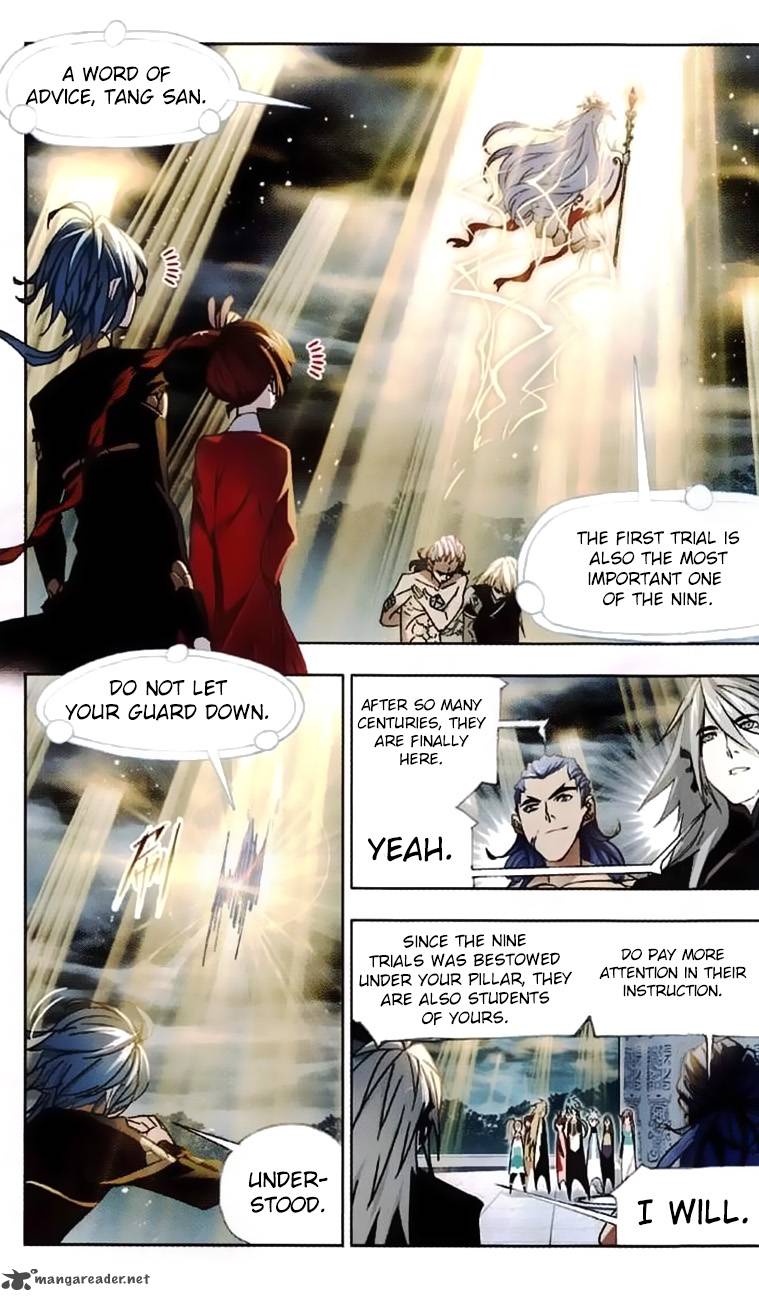 A WORD OF
ADVICE, TANG SAN.
THE FIRST TRIAL IS
ALSO THE MOST
IMPORTANT ONE
OF THE NINE.
DO NOT LET
YOUR GUARD DOWN.
UNDER-
STOOD.
AFTER SO MANY
CENTURIES, THEY
ARE FINALLY
HERE.
YEAH.
SINCE THE NINE
TRIALS WAS BESTOWED
UNDER YOUR PILLAR, THEY
ARE ALSO STUDENTS
OF YOURS.
DO PAY MORE
ATTENTION IN THEIR
INSTRUCTION.
I WILL.
mangareader.net